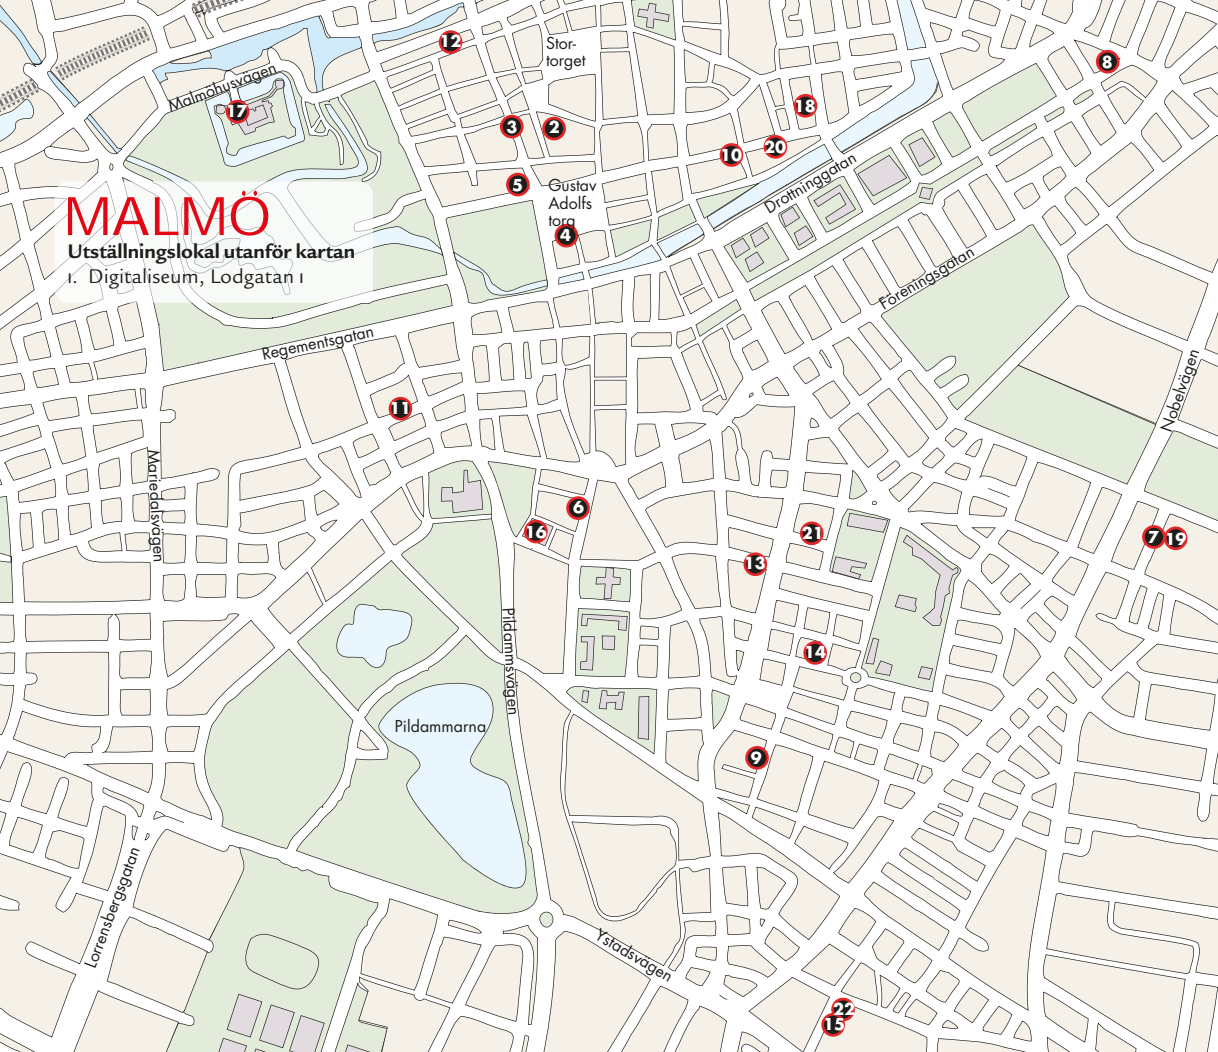 12
Stor-
torget
8
Malmöhusvägen
17
18
3
2
20
10
5
Gustav
Adolfs
torg
Drottninggatan
MALMÖ
4
Utställningslokal utanför kartan
1. Digitaliseum, Lodgatan 1
Föreningsgatan
Regementsgatan
Nobelvägen
11
Mariedalsvägen
6
16
21
7
19
13
Pildammsvägen
14
Pildammarna
9
Lorrensbergsgatan
Ystadsvägen
22
15